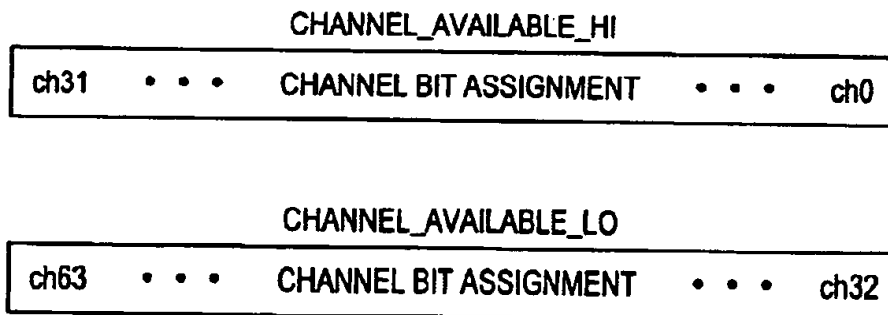 CHANNEL_AVAILABLE_HI
ch31 • • • CHANNEL BIT ASSIGNMENT • • • ch0
CHANNEL_AVAILABLE_LO
ch63 • • • CHANNEL BIT ASSIGNMENT • • • ch32